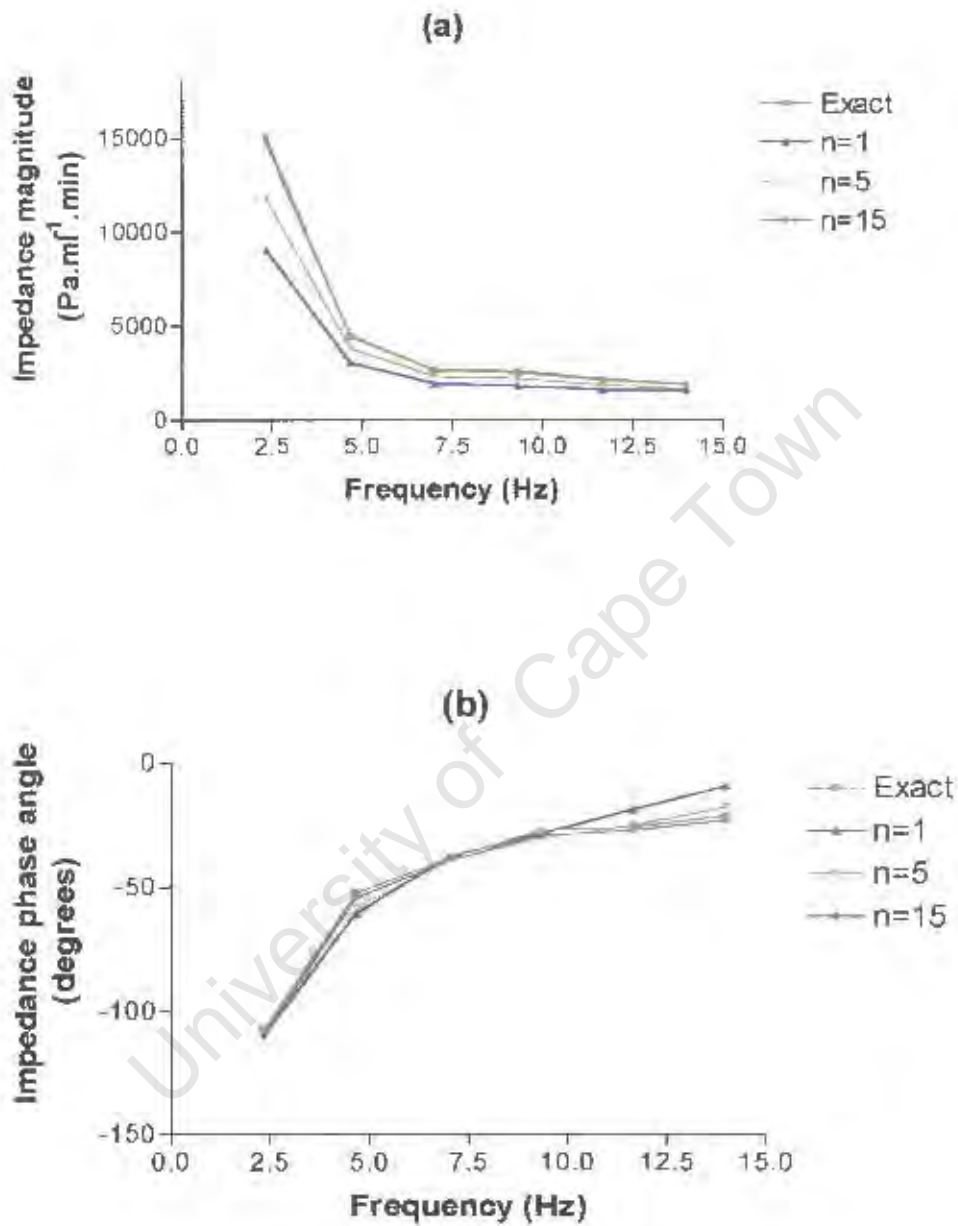 (a)
Impedance magnitude
(Pa.ml⁻¹.min)
15000
10000
5000
0
0.0 2.5 5.0 7.5 10.0 12.5 15.0
Frequency (Hz)
Exact
n=1
n=5
n=15
(b)
Impedance phase angle
(degrees)
0
-50
-100
-150
0.0 2.5 5.0 7.5 10.0 12.5 15.0
Frequency (Hz)
Exact
n=1
n=5
n=15
University of Cape Town